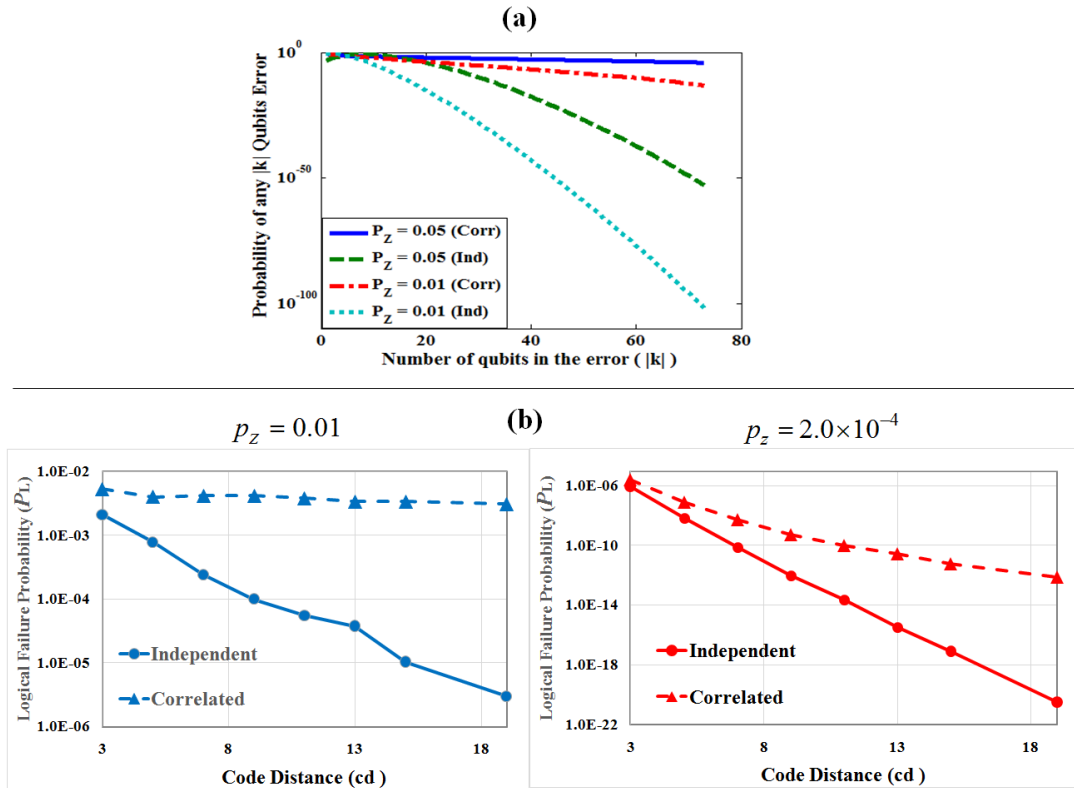 (a)
10^0
10^-50
10^-100
Probability of any |k| Qubits Error
P_Z = 0.05 (Corr)
P_Z = 0.05 (Ind)
P_Z = 0.01 (Corr)
P_Z = 0.01 (Ind)
0 20 40 60 80
Number of qubits in the error ( |k| )
(b)
p_Z = 0.01
1.0E-02
1.0E-03
1.0E-04
1.0E-05
1.0E-06
Logical Failure Probability (P_L)
Independent
Correlated
3 8 13 18
Code Distance (cd )
p_z = 2.0×10^-4
1.0E-06
1.0E-10
1.0E-14
1.0E-18
1.0E-22
Logical Failure Probability (P_L)
Independent
Correlated
3 8 13 18
Code Distance (cd )